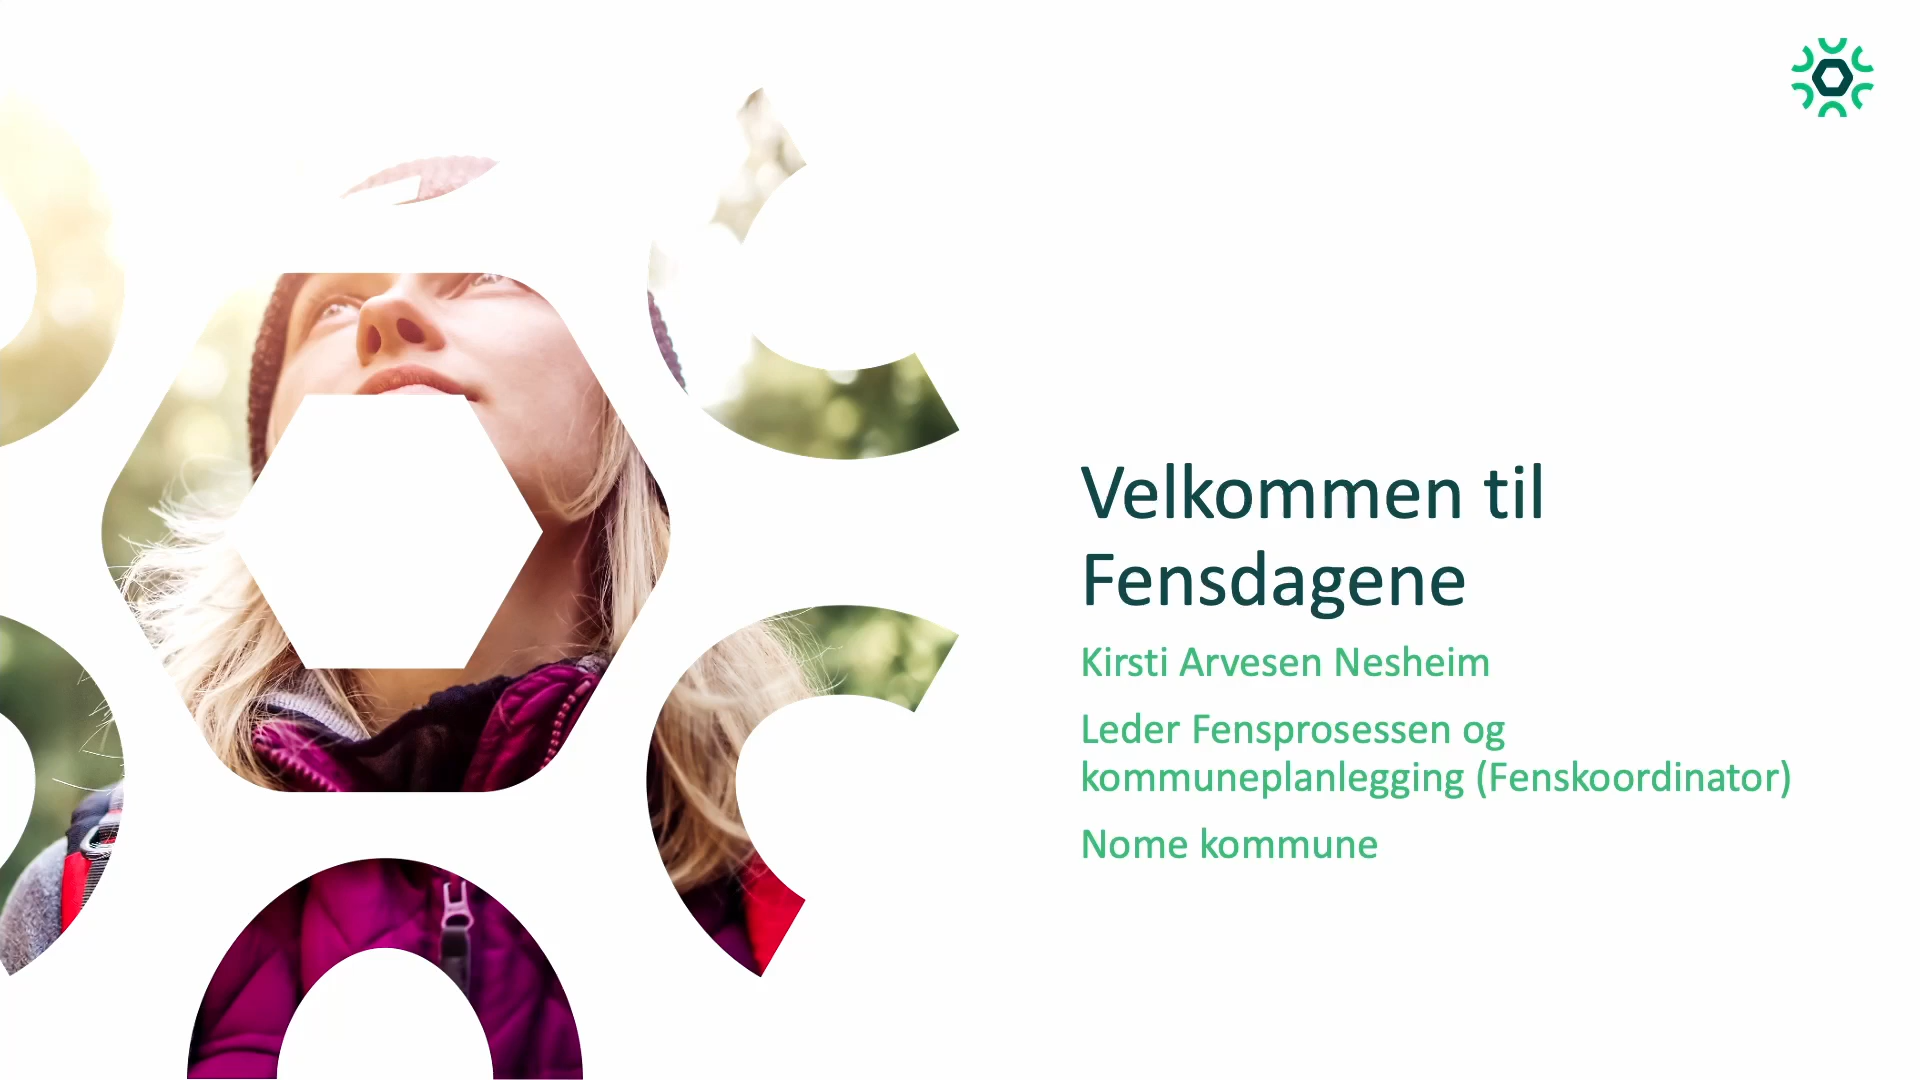 Velkommen til
Fensdagene
Kirsti Arvesen Nesheim
Leder Fensprosessen og
kommuneplanlegging (Fenskoordinator)
Nome kommune